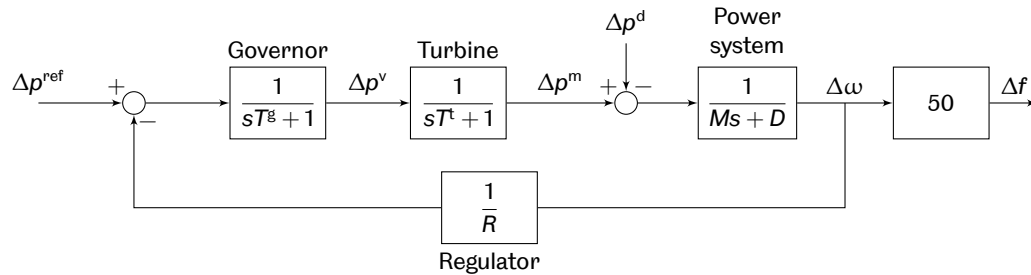 Δp^d
Power
system
Governor
Turbine
Δp^ref
+
−
1
sT^g + 1
Δp^v
1
sT^t + 1
Δp^m
+
−
1
Ms + D
Δω
50
Δf
1
R
Regulator